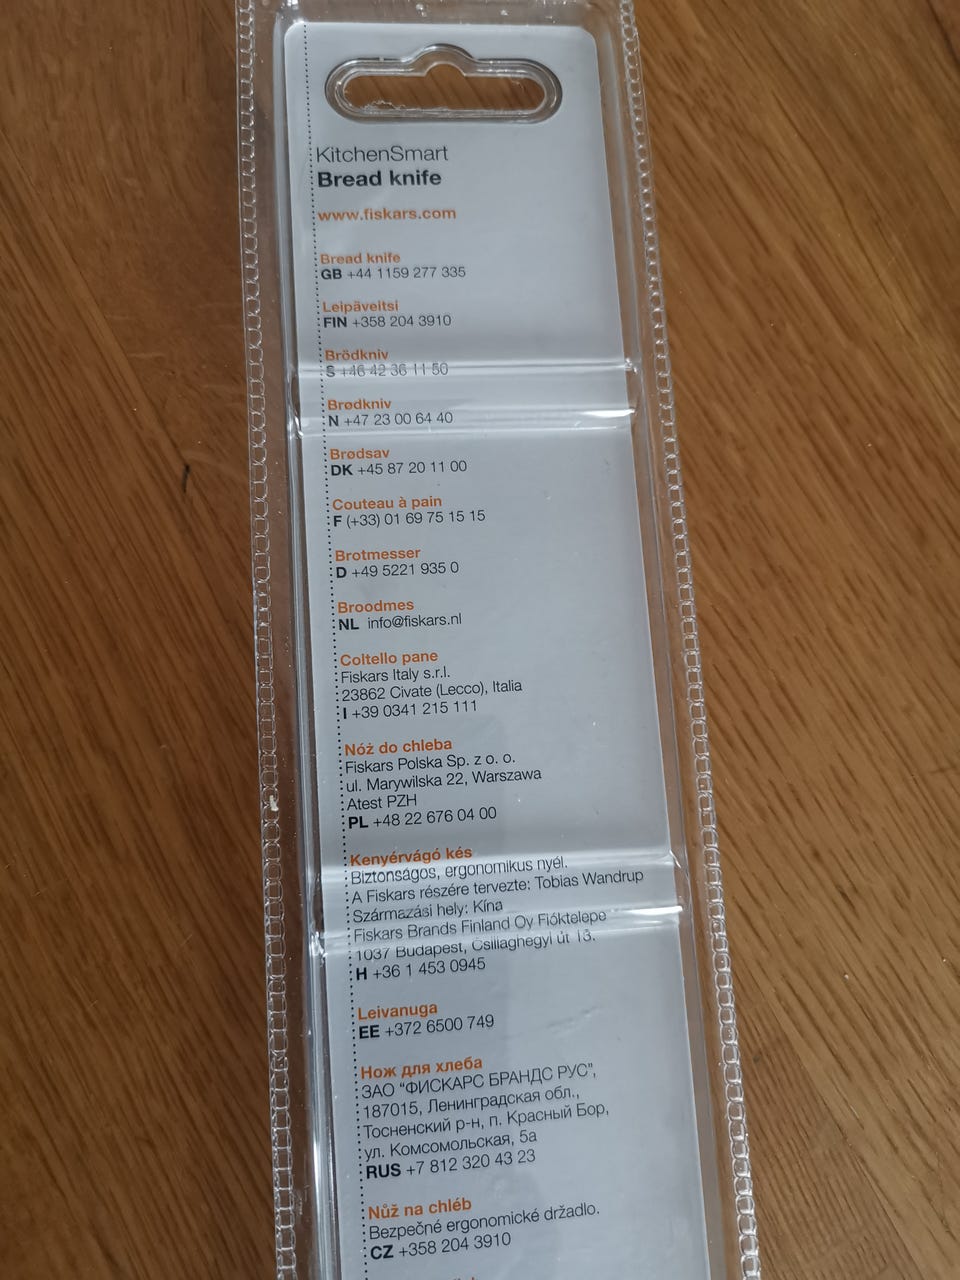 KitchenSmart
Bread knife
www.fiskars.com
Bread knife
GB +44 1159 277 335
Leipäveitsi
FIN +358 204 3910
Brödkniv
S +46 42 36 11 50
Brødkniv
N +47 23 00 64 40
Brødsav
DK +45 87 20 11 00
Couteau à pain
F (+33) 01 69 75 15 15
Brotmesser
D +49 5221 935 0
Broodmes
NL info@fiskars.nl
Coltello pane
Fiskars Italy s.r.l.
23862 Civate (Lecco), Italia
I +39 0341 215 111
Nóż do chleba
Fiskars Polska Sp. z o. o.
ul. Marywilska 22, Warszawa
Atest PZH
PL +48 22 676 04 00
Kenyérvágó kés
Biztonságos, ergonomikus nyél.
A Fiskars részére tervezte: Tobias Wandrup
Származási hely: Kína
Fiskars Brands Finland Oy Fióktelepe
1037 Budapest, Csillaghegyi út 13.
H +36 1 453 0945
Leivanuga
EE +372 6500 749
Нож для хлеба
ЗАО “ФИСКАРС БРАНДС РУС”,
187015, Ленинградская обл.,
Тосненский р-н, п. Красный Бор,
ул. Комсомольская, 5а
RUS +7 812 320 43 23
Nůž na chléb
Bezpečné ergonomické držadlo.
CZ +358 204 3910